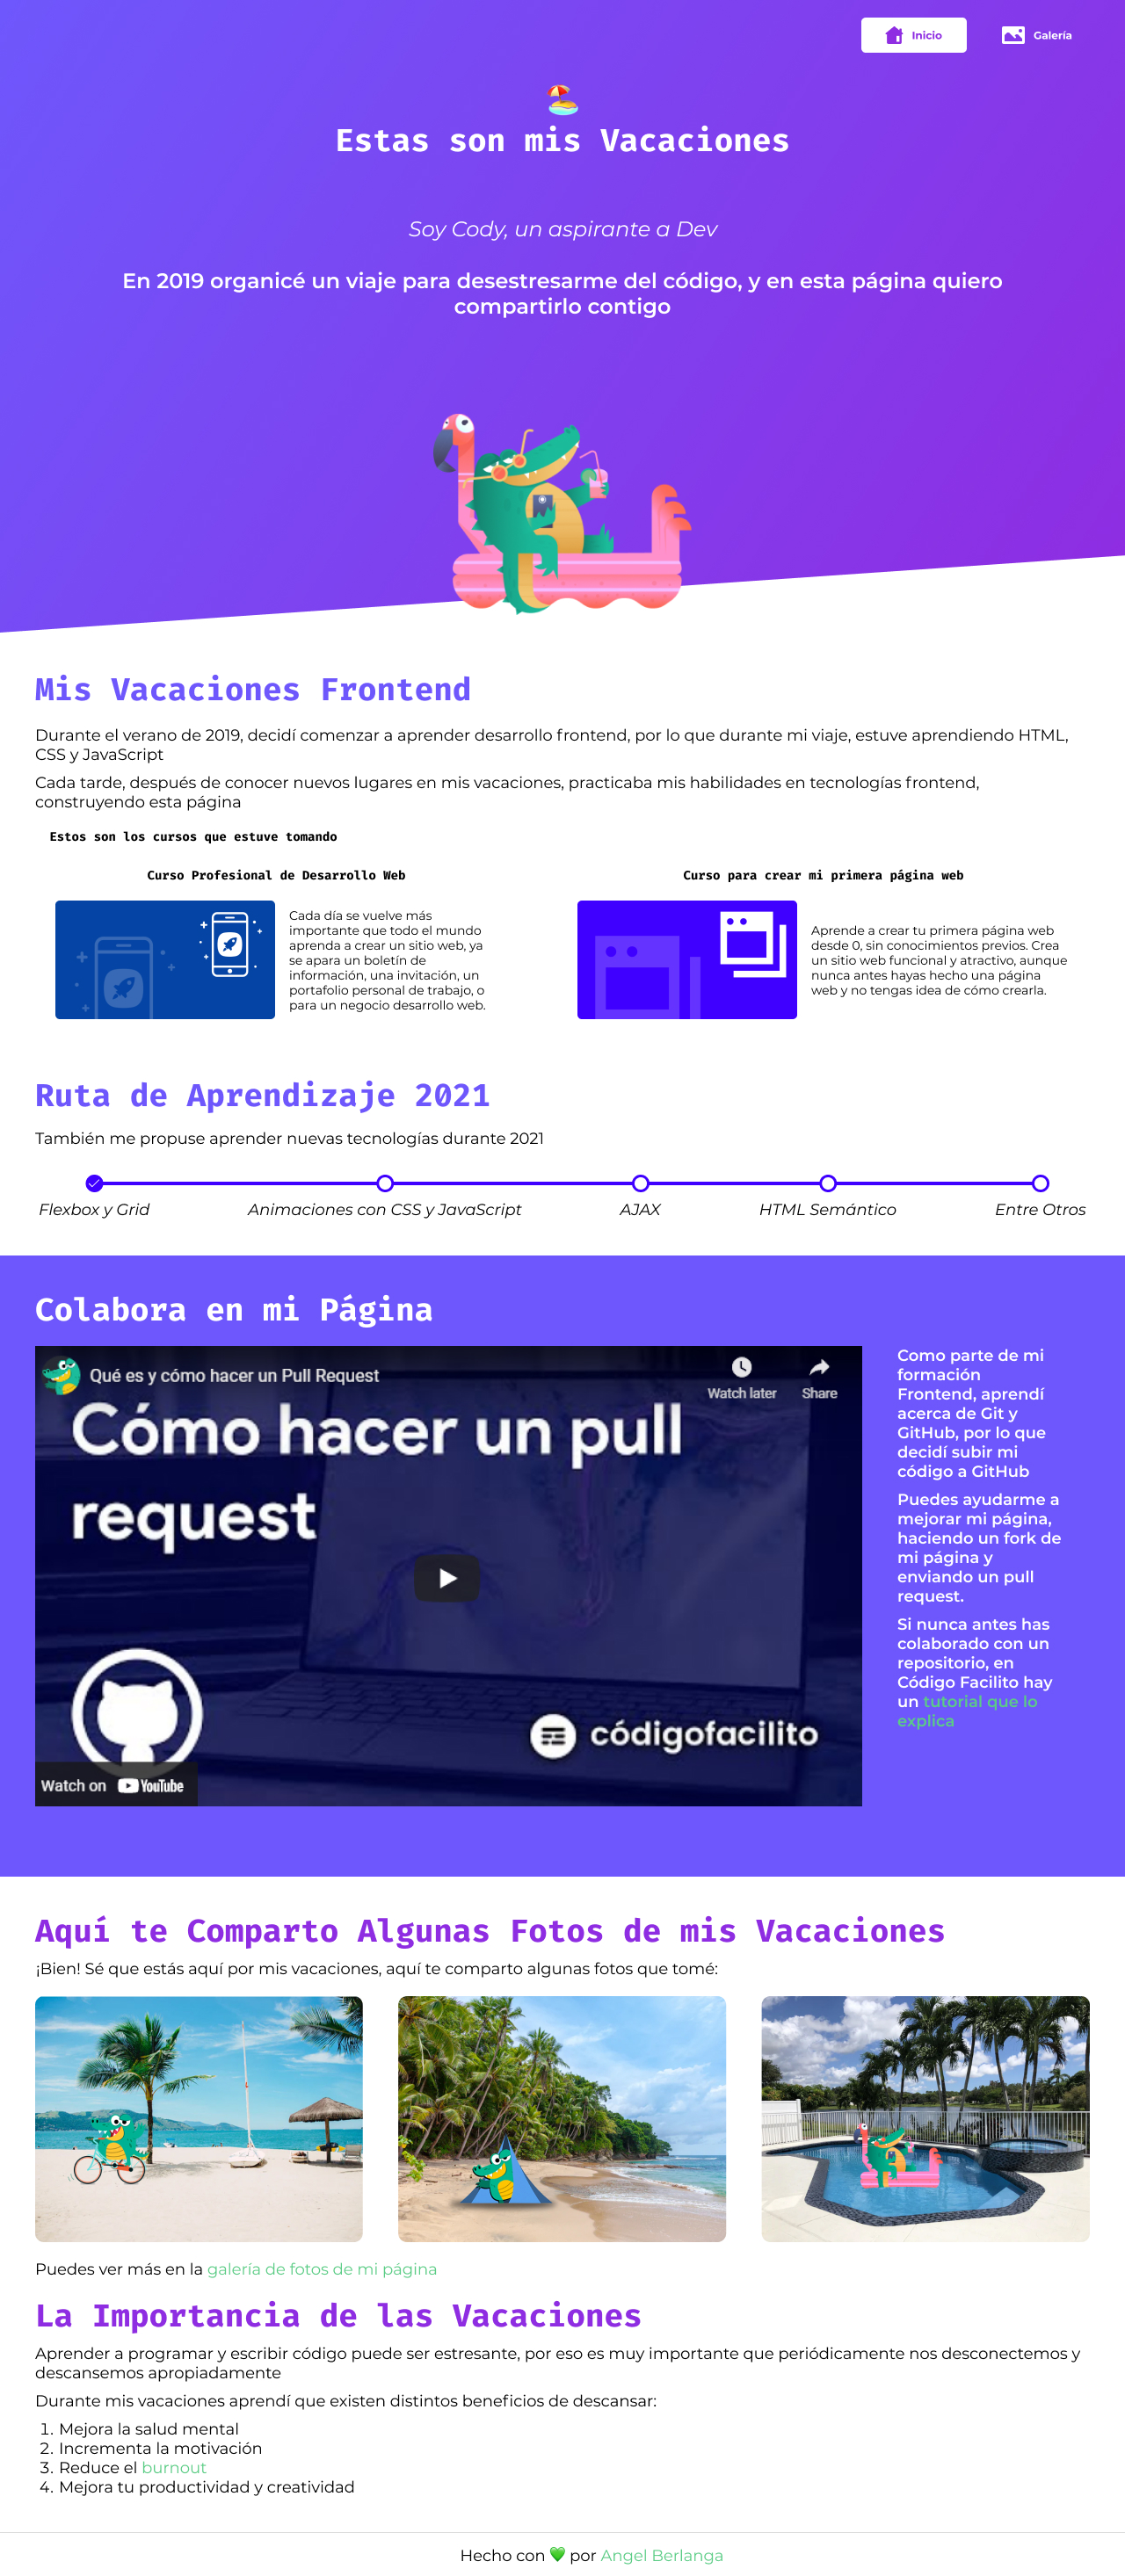 Inicio
Galería
Estas son mis Vacaciones
Soy Cody, un aspirante a Dev
En 2019 organicé un viaje para desestresarme del código, y en esta página quiero
compartirlo contigo
Mis Vacaciones Frontend
Durante el verano de 2019, decidí comenzar a aprender desarrollo frontend, por lo que durante mi viaje, estuve aprendiendo HTML,
CSS y JavaScript
Cada tarde, después de conocer nuevos lugares en mis vacaciones, practicaba mis habilidades en tecnologías frontend,
construyendo esta página
Estos son los cursos que estuve tomando
Curso Profesional de Desarrollo Web
Cada día se vuelve más
importante que todo el mundo
aprenda a crear un sitio web, ya
se apara un boletín de
información, una invitación, un
portafolio personal de trabajo, o
para un negocio desarrollo web.
Curso para crear mi primera página web
Aprende a crear tu primera página web
desde 0, sin conocimientos previos. Crea
un sitio web funcional y atractivo, aunque
nunca antes hayas hecho una página
web y no tengas idea de cómo crearla.
Ruta de Aprendizaje 2021
También me propuse aprender nuevas tecnologías durante 2021
Flexbox y Grid
Animaciones con CSS y JavaScript
AJAX
HTML Semántico
Entre Otros
Colabora en mi Página
Qué es y cómo hacer un Pull Request
Watch later
Share
Cómo hacer un pull
request
códigofacilito
Watch on YouTube
Como parte de mi
formación
Frontend, aprendí
acerca de Git y
GitHub, por lo que
decidí subir mi
código a GitHub
Puedes ayudarme a
mejorar mi página,
haciendo un fork de
mi página y
enviando un pull
request.
Si nunca antes has
colaborado con un
repositorio, en
Código Facilito hay
un tutorial que lo
explica
Aquí te Comparto Algunas Fotos de mis Vacaciones
¡Bien! Sé que estás aquí por mis vacaciones, aquí te comparto algunas fotos que tomé:
Puedes ver más en la galería de fotos de mi página
La Importancia de las Vacaciones
Aprender a programar y escribir código puede ser estresante, por eso es muy importante que periódicamente nos desconectemos y
descansemos apropiadamente
Durante mis vacaciones aprendí que existen distintos beneficios de descansar:
1. Mejora la salud mental
2. Incrementa la motivación
3. Reduce el burnout
4. Mejora tu productividad y creatividad
Hecho con 💚 por Angel Berlanga